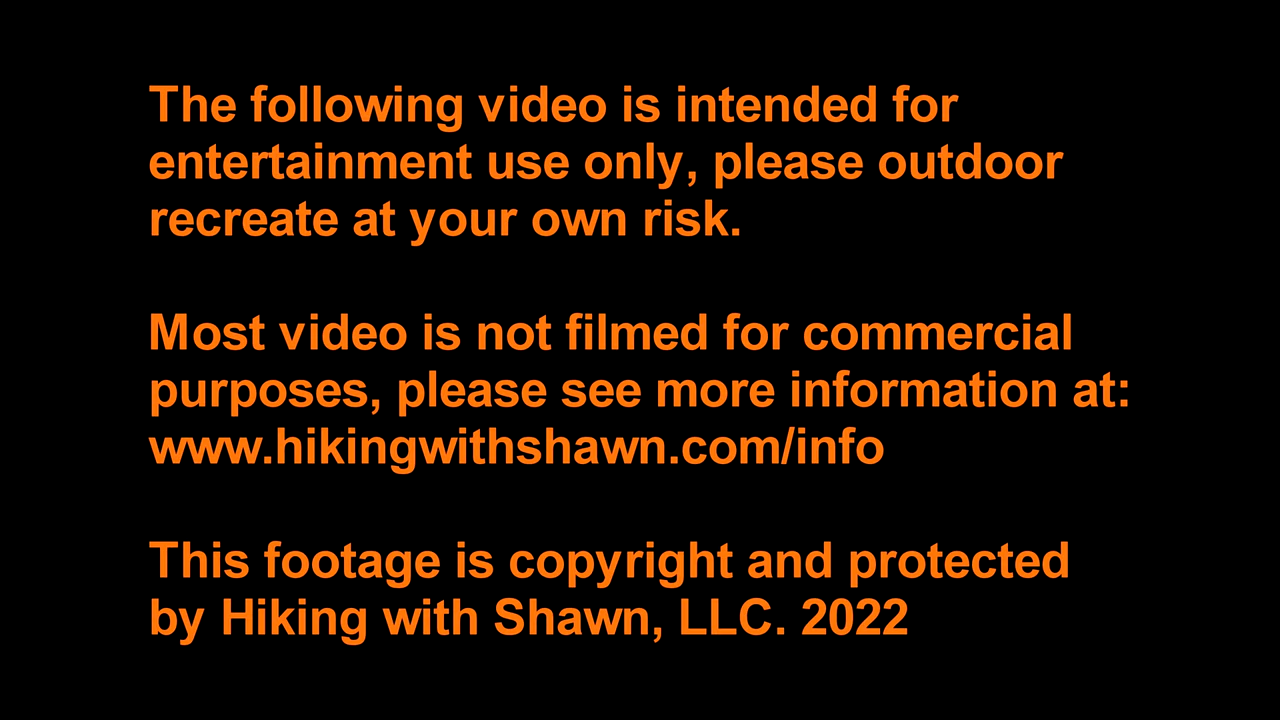 The following video is intended for
entertainment use only, please outdoor
recreate at your own risk.
Most video is not filmed for commercial
purposes, please see more information at:
www.hikingwithshawn.com/info
This footage is copyright and protected
by Hiking with Shawn, LLC. 2022